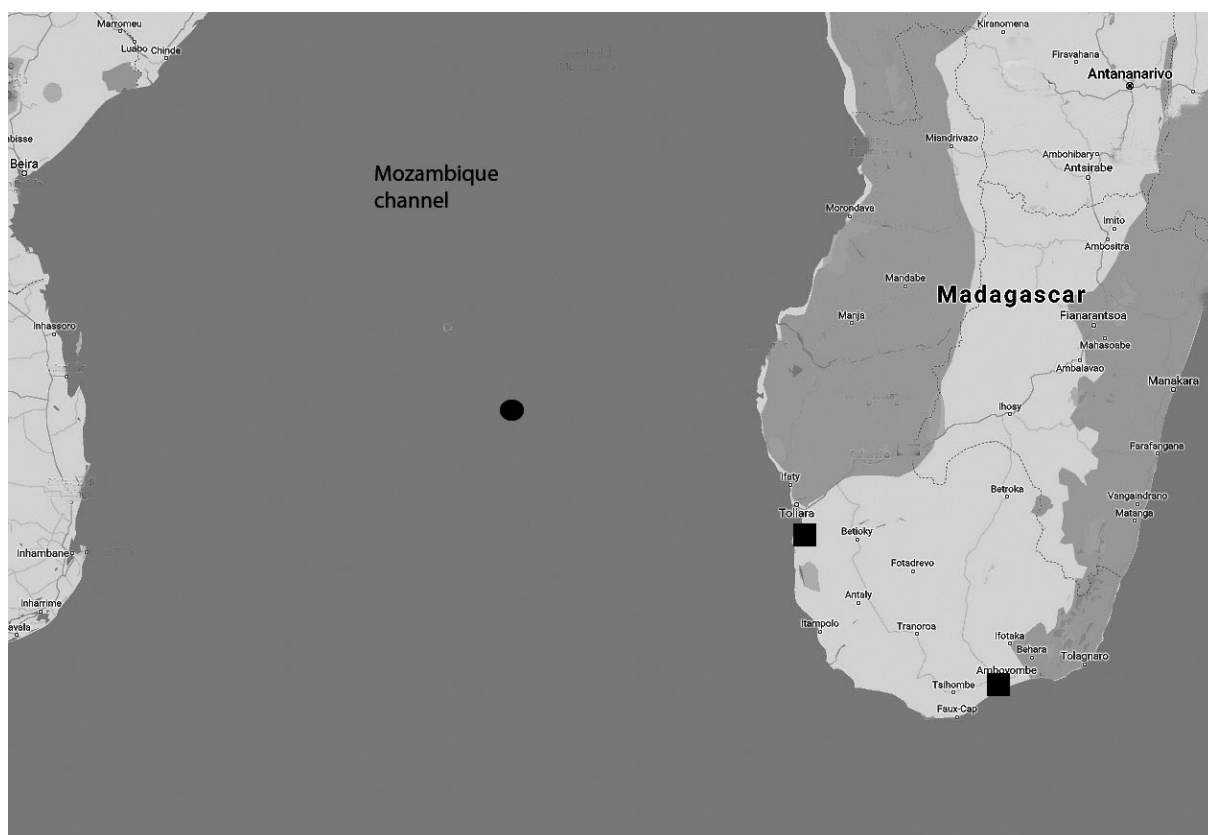 Marromeu
Luabo
Chinde
Kiranomena
Firavahana
Antananarivo
Beira
Miandrivazo
Ambohibary
Antsirabe
Mozambique
channel
Morondava
Imito
Ambositra
Mandabe
Madagascar
Manja
Fianarantsoa
Inhassoro
Mahasoabe
Ambalavao
Manakara
Ihosy
Farafangana
Ifaty
Betroka
Vangaindrano
Toliara
Matanga
Betioky
Inhambane
Fotadrevo
Antaly
Inharrime
Itampolo
Tranoroa
Ifotaka
Behara
Tolagnaro
Ambovombe
Tsihombe
Faux-Cap